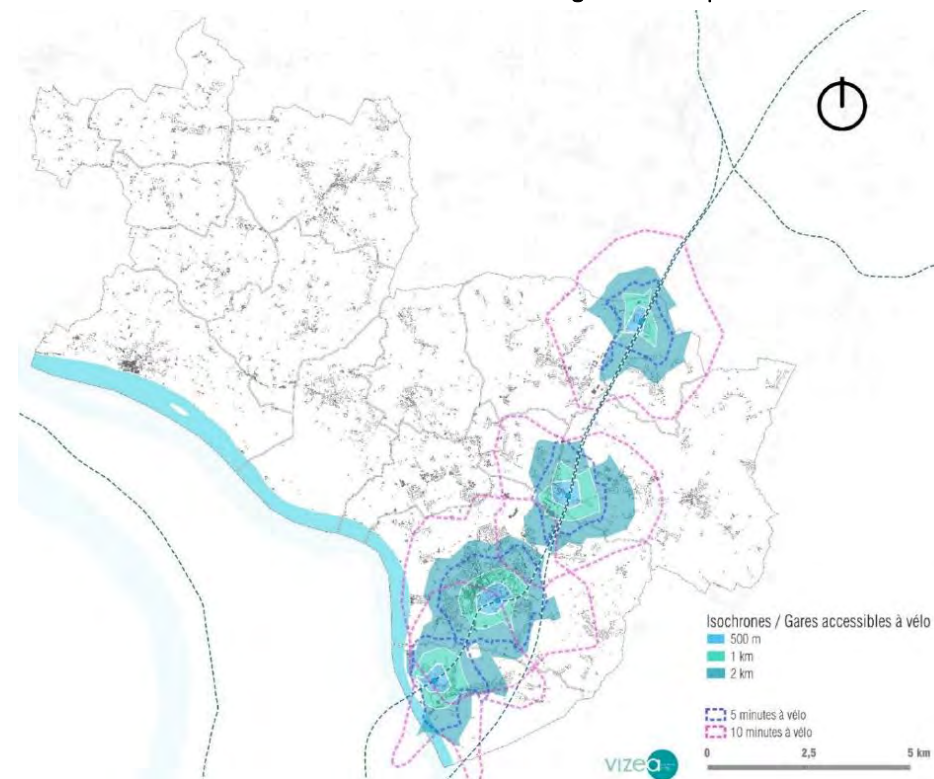 Isochrones / Gares accessibles à vélo
500 m
1 km
2 km
5 minutes à vélo
10 minutes à vélo
0 2,5 5 km
vizea